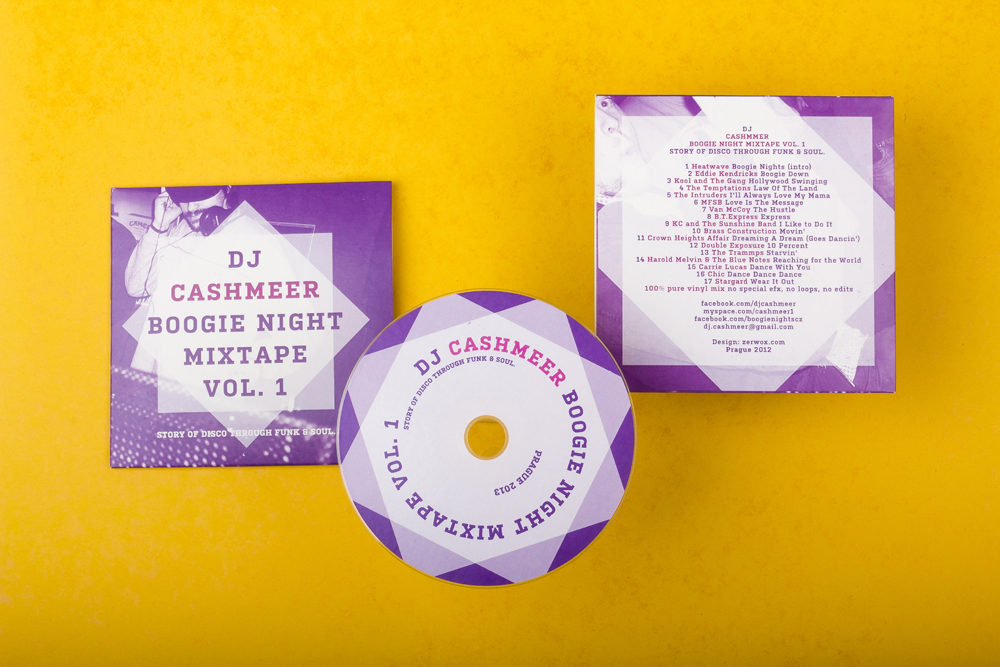 DJ
CASHMEER
BOOGIE NIGHT
MIXTAPE
VOL. 1
STORY OF DISCO THROUGH FUNK & SOUL.
DJ CASHMEER BOOGIE NIGHT MIXTAPE VOL. 1
STORY OF DISCO THROUGH FUNK & SOUL.
PRAGUE 2013
DJ
CASHMMER
BOOGIE NIGHT MIXTAPE VOL. 1
STORY OF DISCO THROUGH FUNK & SOUL.
1 Heatwave Boogie Nights (intro)
2 Eddie Kendricks Boogie Down
3 Kool and The Gang Hollywood Swinging
4 The Temptations Law Of The Land
5 The Intruders I'll Always Love My Mama
6 MFSB Love Is The Message
7 Van McCoy The Hustle
8 B.T.Express Express
9 KC and The Sunshine Band I Like to Do It
10 Brass Construction Movin'
11 Crown Heights Affair Dreaming A Dream (Goes Dancin')
12 Double Exposure 10 Percent
13 The Trammps Starvin'
14 Harold Melvin & The Blue Notes Reaching for the World
15 Carrie Lucas Dance With You
16 Chic Dance Dance Dance
17 Stargard Wear It Out
100% pure vinyl mix no special efx, no loops, no edits
facebook.com/djcashmeer
myspace.com/cashmeer1
facebook.com/boogienightscz
dj.cashmeer@gmail.com
Design: zerwox.com
Prague 2012